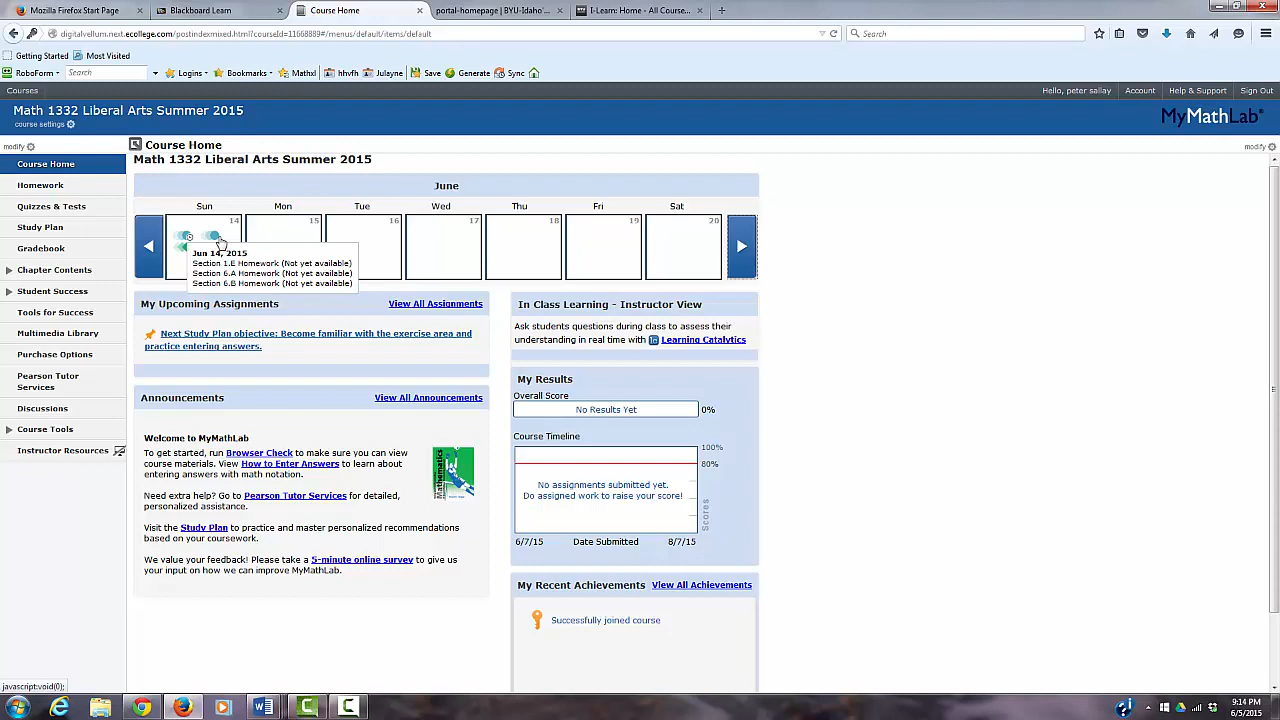 Mozilla Firefox Start Page
Blackboard Learn
Course Home
portal-homepage | BYU-Idaho'...
I-Learn: Home - All Course...
digitalvellum.next.ecollege.com/postindexmixed.html?courseId=11668889#/menus/default/items/default
Search
Getting Started Most Visited
RoboForm Search Logins Bookmarks Mathxl hhvfh Julayne Save Generate Sync
Courses
Hello, peter sallay Account Help & Support Sign Out
Math 1332 Liberal Arts Summer 2015
course settings
MyMathLab®
modify
Course Home
modify
Math 1332 Liberal Arts Summer 2015
Course Home
Homework
Quizzes & Tests
Study Plan
Gradebook
Chapter Contents
Student Success
Tools for Success
Multimedia Library
Purchase Options
Pearson Tutor
Services
Discussions
Course Tools
Instructor Resources
June
Sun Mon Tue Wed Thu Fri Sat
14 15 16 17 18 19 20
Jun 14, 2015
Section 1.E Homework (Not yet available)
Section 6.A Homework (Not yet available)
Section 6.B Homework (Not yet available)
My Upcoming Assignments View All Assignments
Next Study Plan objective: Become familiar with the exercise area and
practice entering answers.
Announcements View All Announcements
Welcome to MyMathLab
To get started, run Browser Check to make sure you can view
course materials. View How to Enter Answers to learn about
entering answers with math notation.
Need extra help? Go to Pearson Tutor Services for detailed,
personalized assistance.
Visit the Study Plan to practice and master personalized recommendations
based on your coursework.
We value your feedback! Please take a 5-minute online survey to give us
your input on how we can improve MyMathLab.
Mathematics
In Class Learning - Instructor View
Ask students questions during class to assess their
understanding in real time with Learning Catalytics
My Results
Overall Score
No Results Yet 0%
Course Timeline
100%
80%
No assignments submitted yet.
Do assigned work to raise your score!
Scores
6/7/15 Date Submitted 8/7/15
My Recent Achievements View All Achievements
Successfully joined course
javascript:void(0);
9:14 PM
6/5/2015